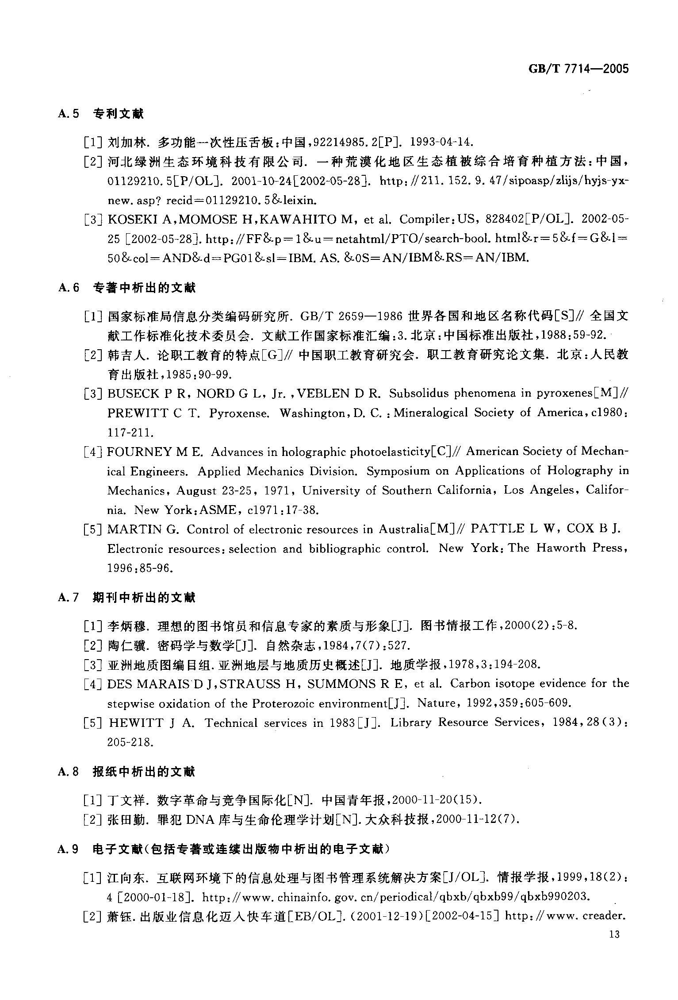 GB/T 7714—2005
A.5 专利文献
[1] 刘加林. 多功能一次性压舌板:中国,92214985.2[P]. 1993-04-14.
[2] 河北绿洲生态环境科技有限公司. 一种荒漠化地区生态植被综合培育种植方法:中国,
01129210.5[P/OL]. 2001-10-24[2002-05-28]. http://211.152.9.47/sipoasp/zlijs/hyjs-yx-
new.asp? recid=01129210.5&leixin.
[3] KOSEKI A,MOMOSE H,KAWAHITO M, et al. Compiler:US, 828402[P/OL]. 2002-05-
25 [2002-05-28]. http://FF&p=1&u=netahtml/PTO/search-bool.html&r=5&f=G&l=
50&col=AND&d=PG01&sl=IBM.AS.&0S=AN/IBM&RS=AN/IBM.
A.6 专著中析出的文献
[1] 国家标准局信息分类编码研究所. GB/T 2659—1986 世界各国和地区名称代码[S]// 全国文
献工作标准化技术委员会. 文献工作国家标准汇编:3.北京:中国标准出版社,1988:59-92.
[2] 韩吉人. 论职工教育的特点[G]// 中国职工教育研究会. 职工教育研究论文集. 北京:人民教
育出版社,1985:90-99.
[3] BUSECK P R, NORD G L, Jr. ,VEBLEN D R. Subsolidus phenomena in pyroxenes[M]//
PREWITT C T. Pyroxense. Washington,D. C. : Mineralogical Society of America,c1980:
117-211.
[4] FOURNEY M E. Advances in holographic photoelasticity[C]// American Society of Mechan-
ical Engineers. Applied Mechanics Division. Symposium on Applications of Holography in
Mechanics, August 23-25, 1971, University of Southern California, Los Angeles, Califor-
nia. New York:ASME, c1971:17-38.
[5] MARTIN G. Control of electronic resources in Australia[M]// PATTLE L W, COX B J.
Electronic resources: selection and bibliographic control. New York: The Haworth Press,
1996:85-96.
A.7 期刊中析出的文献
[1] 李炳穆. 理想的图书馆员和信息专家的素质与形象[J]. 图书情报工作,2000(2):5-8.
[2] 陶仁骥. 密码学与数学[J]. 自然杂志,1984,7(7):527.
[3] 亚洲地质图编目组.亚洲地层与地质历史概述[J]. 地质学报,1978,3:194-208.
[4] DES MARAIS D J,STRAUSS H, SUMMONS R E, et al. Carbon isotope evidence for the
stepwise oxidation of the Proterozoic environment[J]. Nature, 1992,359:605-609.
[5] HEWITT J A. Technical services in 1983[J]. Library Resource Services, 1984,28(3):
205-218.
A.8 报纸中析出的文献
[1] 丁文祥. 数字革命与竞争国际化[N]. 中国青年报,2000-11-20(15).
[2] 张田勤. 罪犯 DNA 库与生命伦理学计划[N].大众科技报,2000-11-12(7).
A.9 电子文献(包括专著或连续出版物中析出的电子文献)
[1] 江向东. 互联网环境下的信息处理与图书管理系统解决方案[J/OL]. 情报学报,1999,18(2):
4 [2000-01-18]. http://www.chinainfo.gov.cn/periodical/qbxb/qbxb99/qbxb990203.
[2] 萧钰.出版业信息化迈入快车道[EB/OL].(2001-12-19)[2002-04-15] http://www.creader.
13